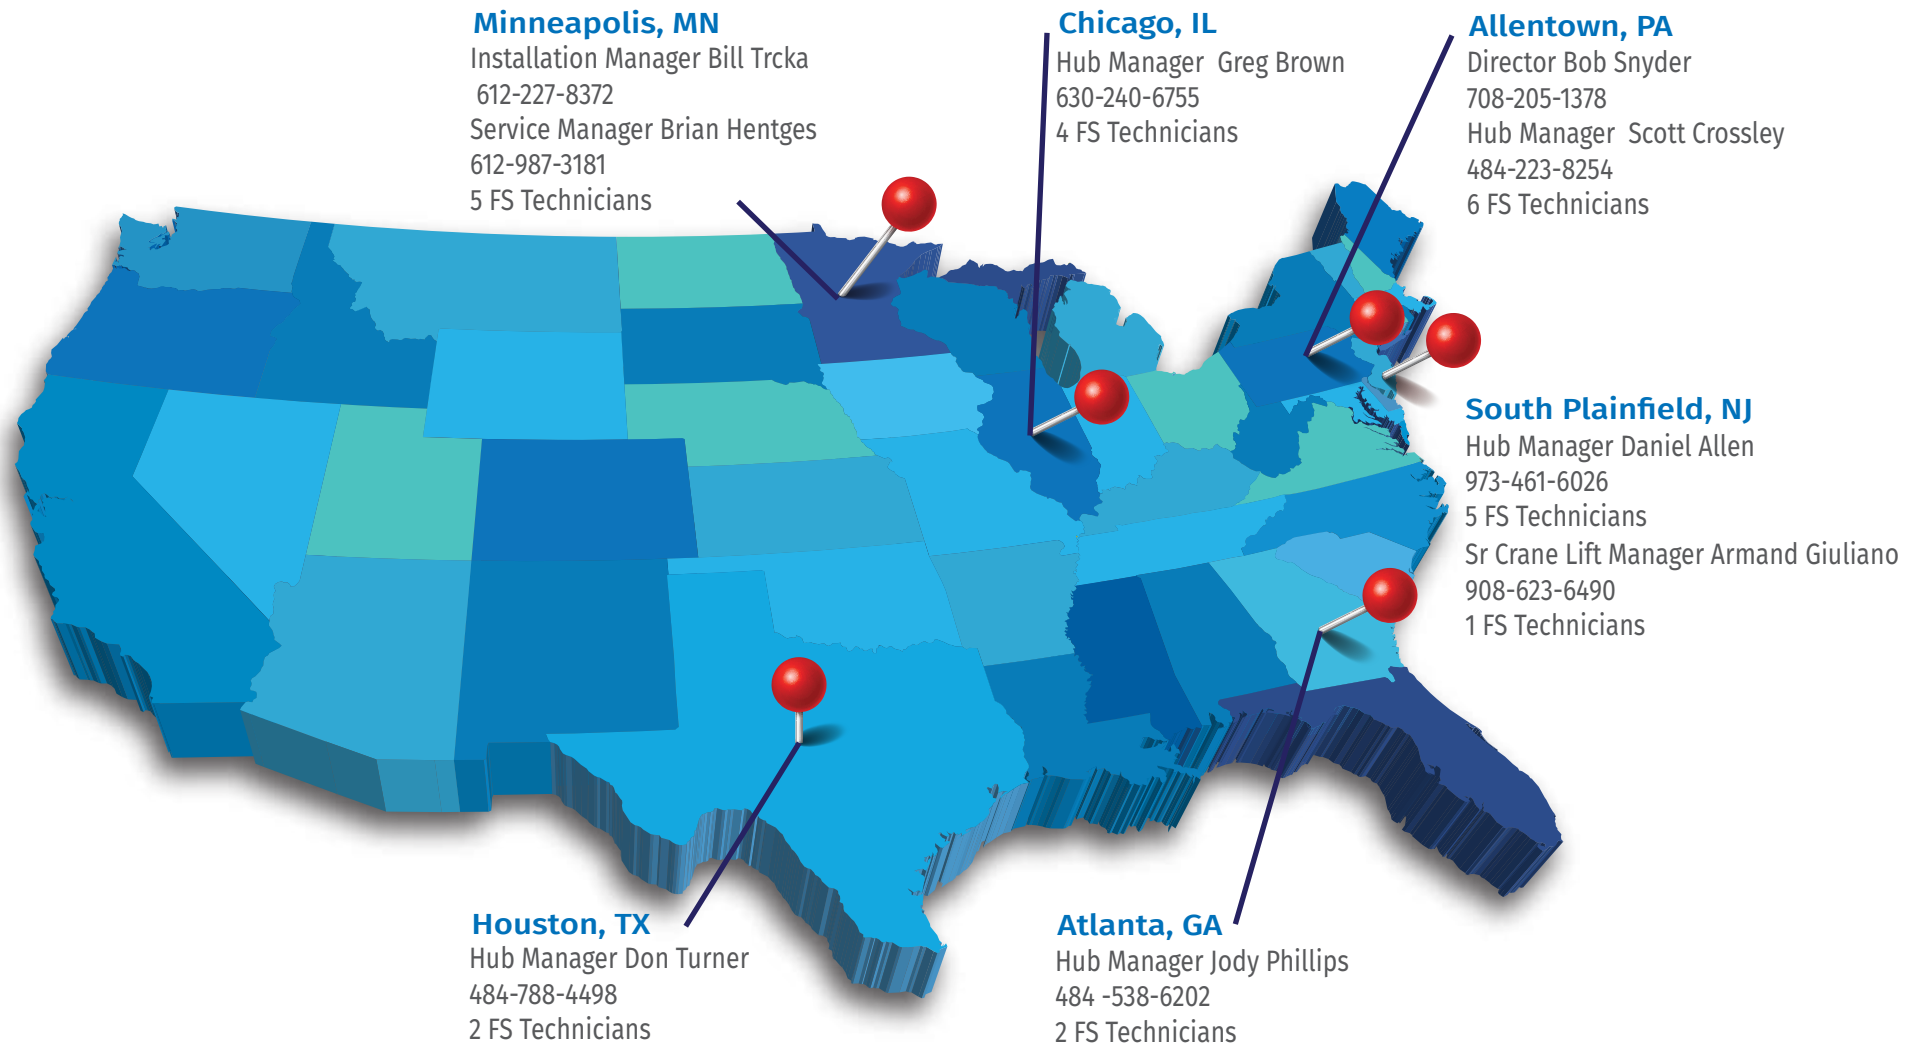 Minneapolis, MN
Installation Manager Bill Trcka
612-227-8372
Service Manager Brian Hentges
612-987-3181
5 FS Technicians
Chicago, IL
Hub Manager  Greg Brown
630-240-6755
4 FS Technicians
Allentown, PA
Director Bob Snyder
708-205-1378
Hub Manager  Scott Crossley
484-223-8254
6 FS Technicians
South Plainfield, NJ
Hub Manager Daniel Allen
973-461-6026
5 FS Technicians
Sr Crane Lift Manager Armand Giuliano
908-623-6490
1 FS Technicians
Houston, TX
Hub Manager Don Turner
484-788-4498
2 FS Technicians
Atlanta, GA
Hub Manager Jody Phillips
484 -538-6202
2 FS Technicians